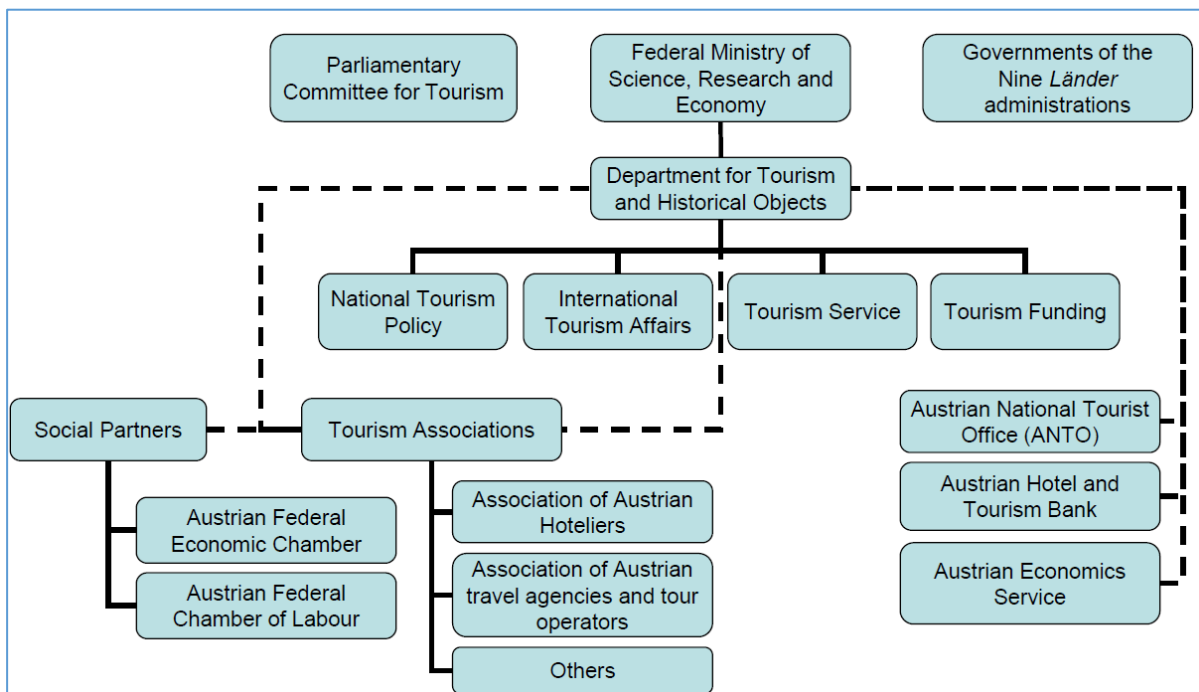 Parliamentary
Committee for Tourism
Federal Ministry of
Science, Research and
Economy
Governments of the
Nine Länder
administrations
Department for Tourism
and Historical Objects
National Tourism
Policy
International
Tourism Affairs
Tourism Service
Tourism Funding
Social Partners
Tourism Associations
Austrian National Tourist
Office (ANTO)
Austrian Hotel and
Tourism Bank
Austrian Economics
Service
Austrian Federal
Economic Chamber
Austrian Federal
Chamber of Labour
Association of Austrian
Hoteliers
Association of Austrian
travel agencies and tour
operators
Others